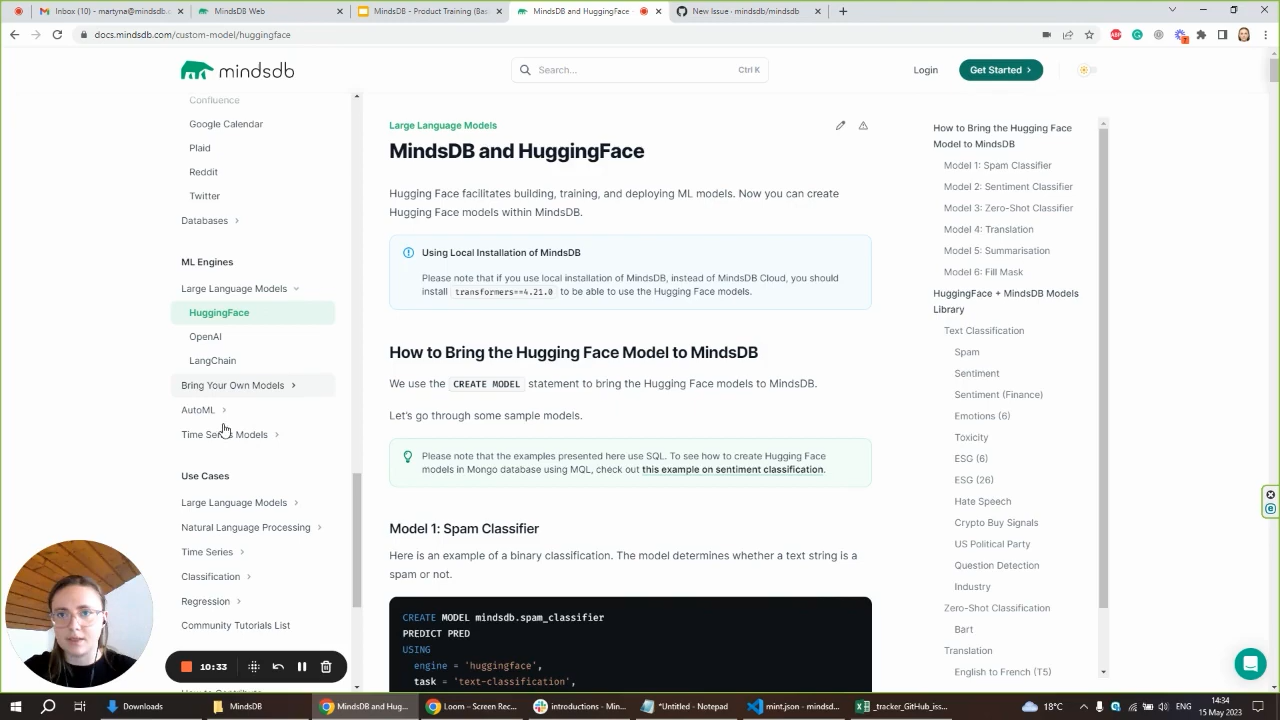 Inbox (10) - martyna@mindsdb.c
MindsDB Web
MindsDB - Product Training (Bas
MindsDB and HuggingFace
New Issue · mindsdb/mindsdb
docs.mindsdb.com/custom-model/huggingface
mindsdb
Search...
Ctrl K
Login
Get Started
Confluence
Google Calendar
Plaid
Reddit
Twitter
Databases
ML Engines
Large Language Models
HuggingFace
OpenAI
LangChain
Bring Your Own Models
AutoML
Time Series Models
Use Cases
Large Language Models
Natural Language Processing
Time Series
Classification
Regression
Community Tutorials List
How to Contribute
10:33
Large Language Models
MindsDB and HuggingFace
Hugging Face facilitates building, training, and deploying ML models. Now you can create
Hugging Face models within MindsDB.
Using Local Installation of MindsDB
Please note that if you use local installation of MindsDB, instead of MindsDB Cloud, you should
install transformers==4.21.0 to be able to use the Hugging Face models.
How to Bring the Hugging Face Model to MindsDB
We use the CREATE MODEL statement to bring the Hugging Face models to MindsDB.
Let's go through some sample models.
Please note that the examples presented here use SQL. To see how to create Hugging Face
models in Mongo database using MQL, check out this example on sentiment classification.
Model 1: Spam Classifier
Here is an example of a binary classification. The model determines whether a text string is a
spam or not.
CREATE MODEL mindsdb.spam_classifier
PREDICT PRED
USING
engine = 'huggingface',
task = 'text-classification',
How to Bring the Hugging Face
Model to MindsDB
Model 1: Spam Classifier
Model 2: Sentiment Classifier
Model 3: Zero-Shot Classifier
Model 4: Translation
Model 5: Summarisation
Model 6: Fill Mask
HuggingFace + MindsDB Models
Library
Text Classification
Spam
Sentiment
Sentiment (Finance)
Emotions (6)
Toxicity
ESG (6)
ESG (26)
Hate Speech
Crypto Buy Signals
US Political Party
Question Detection
Industry
Zero-Shot Classification
Bart
Translation
English to French (T5)
Downloads
MindsDB
MindsDB and Hug...
Loom – Screen Rec...
introductions - Min...
*Untitled - Notepad
mint.json - mindsd...
_tracker_GitHub_iss...
18°C
ENG
14:34
15 May 2023